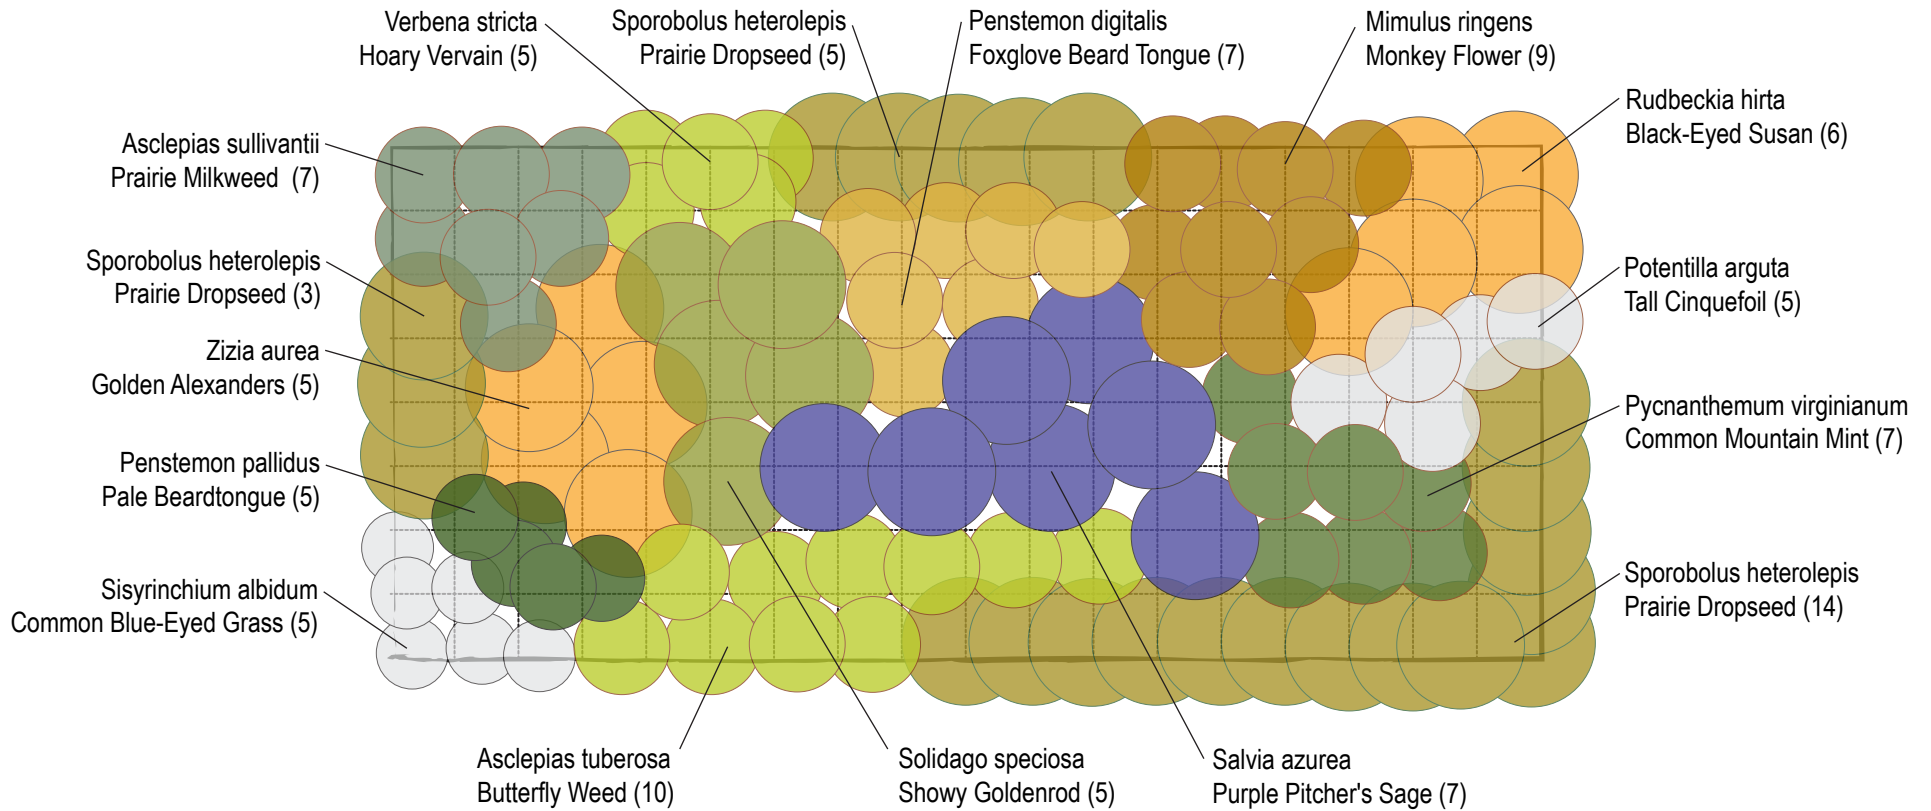 Verbena stricta
Hoary Vervain (5)
Sporobolus heterolepis
Prairie Dropseed (5)
Penstemon digitalis
Foxglove Beard Tongue (7)
Mimulus ringens
Monkey Flower (9)
Rudbeckia hirta
Black-Eyed Susan (6)
Asclepias sullivantii
Prairie Milkweed (7)
Sporobolus heterolepis
Prairie Dropseed (3)
Potentilla arguta
Tall Cinquefoil (5)
Zizia aurea
Golden Alexanders (5)
Pycnanthemum virginianum
Common Mountain Mint (7)
Penstemon pallidus
Pale Beardtongue (5)
Sisyrinchium albidum
Common Blue-Eyed Grass (5)
Sporobolus heterolepis
Prairie Dropseed (14)
Asclepias tuberosa
Butterfly Weed (10)
Solidago speciosa
Showy Goldenrod (5)
Salvia azurea
Purple Pitcher's Sage (7)